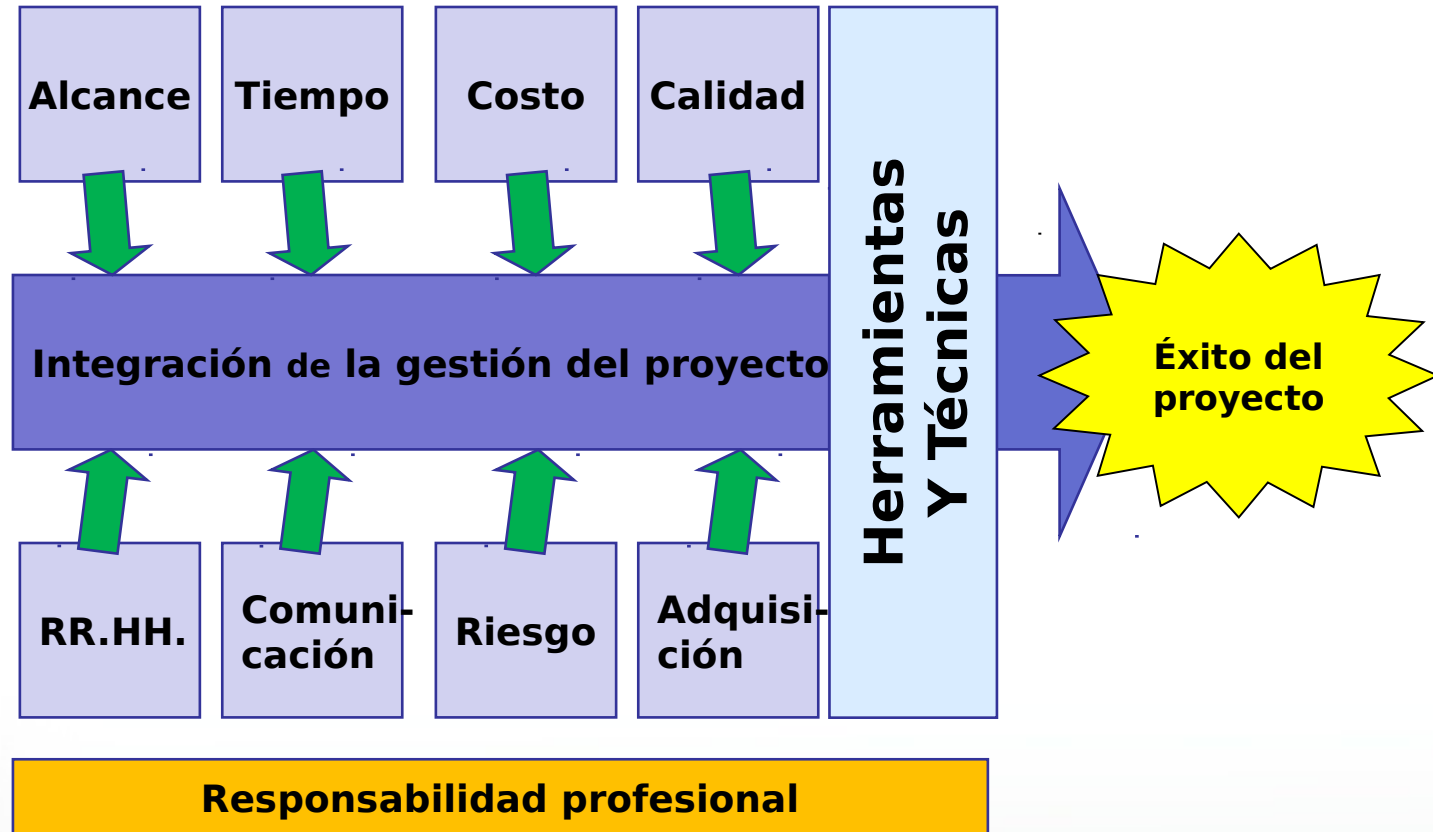 Alcance
Tiempo
Costo
Calidad
Herramientas
Y Técnicas
Integración de la gestión del proyecto
Éxito del
proyecto
RR.HH.
Comuni-
cación
Riesgo
Adquisi-
ción
Responsabilidad profesional